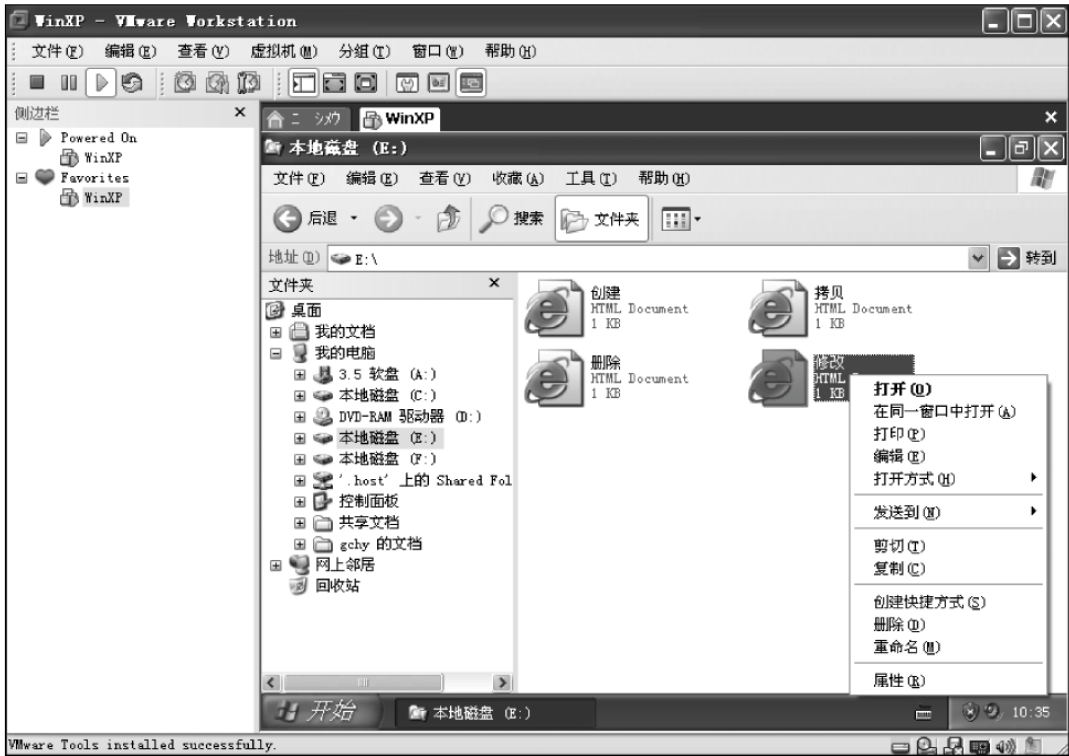 WinXP - VMware Workstation
文件(F) 编辑(E) 查看(V) 虚拟机(M) 分组(T) 窗口(W) 帮助(H)
侧边栏
Powered On
WinXP
Favorites
WinXP
WinXP
本地磁盘 (E:)
文件(F) 编辑(E) 查看(V) 收藏(A) 工具(T) 帮助(H)
后退 搜索 文件夹
地址(D) E:\ 转到
文件夹
桌面
我的文档
我的电脑
3.5 软盘 (A:)
本地磁盘 (C:)
DVD-RAM 驱动器 (D:)
本地磁盘 (E:)
本地磁盘 (F:)
'.host' 上的 Shared Fol
控制面板
共享文档
gchy 的文档
网上邻居
回收站
创建
HTML Document
1 KB
拷贝
HTML Document
1 KB
删除
HTML Document
1 KB
修改
HTML
1 KB
打开(O)
在同一窗口中打开(A)
打印(P)
编辑(E)
打开方式(H)
发送到(N)
剪切(T)
复制(C)
创建快捷方式(S)
删除(D)
重命名(M)
属性(R)
开始 本地磁盘 (E:) 10:35
VMware Tools installed successfully.